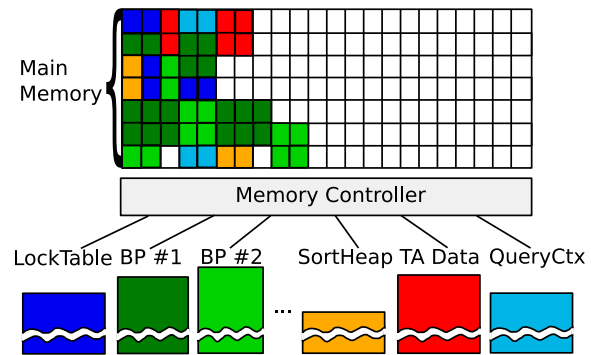 Main
Memory
Memory Controller
LockTable BP #1 BP #2 SortHeap TA Data QueryCtx
...